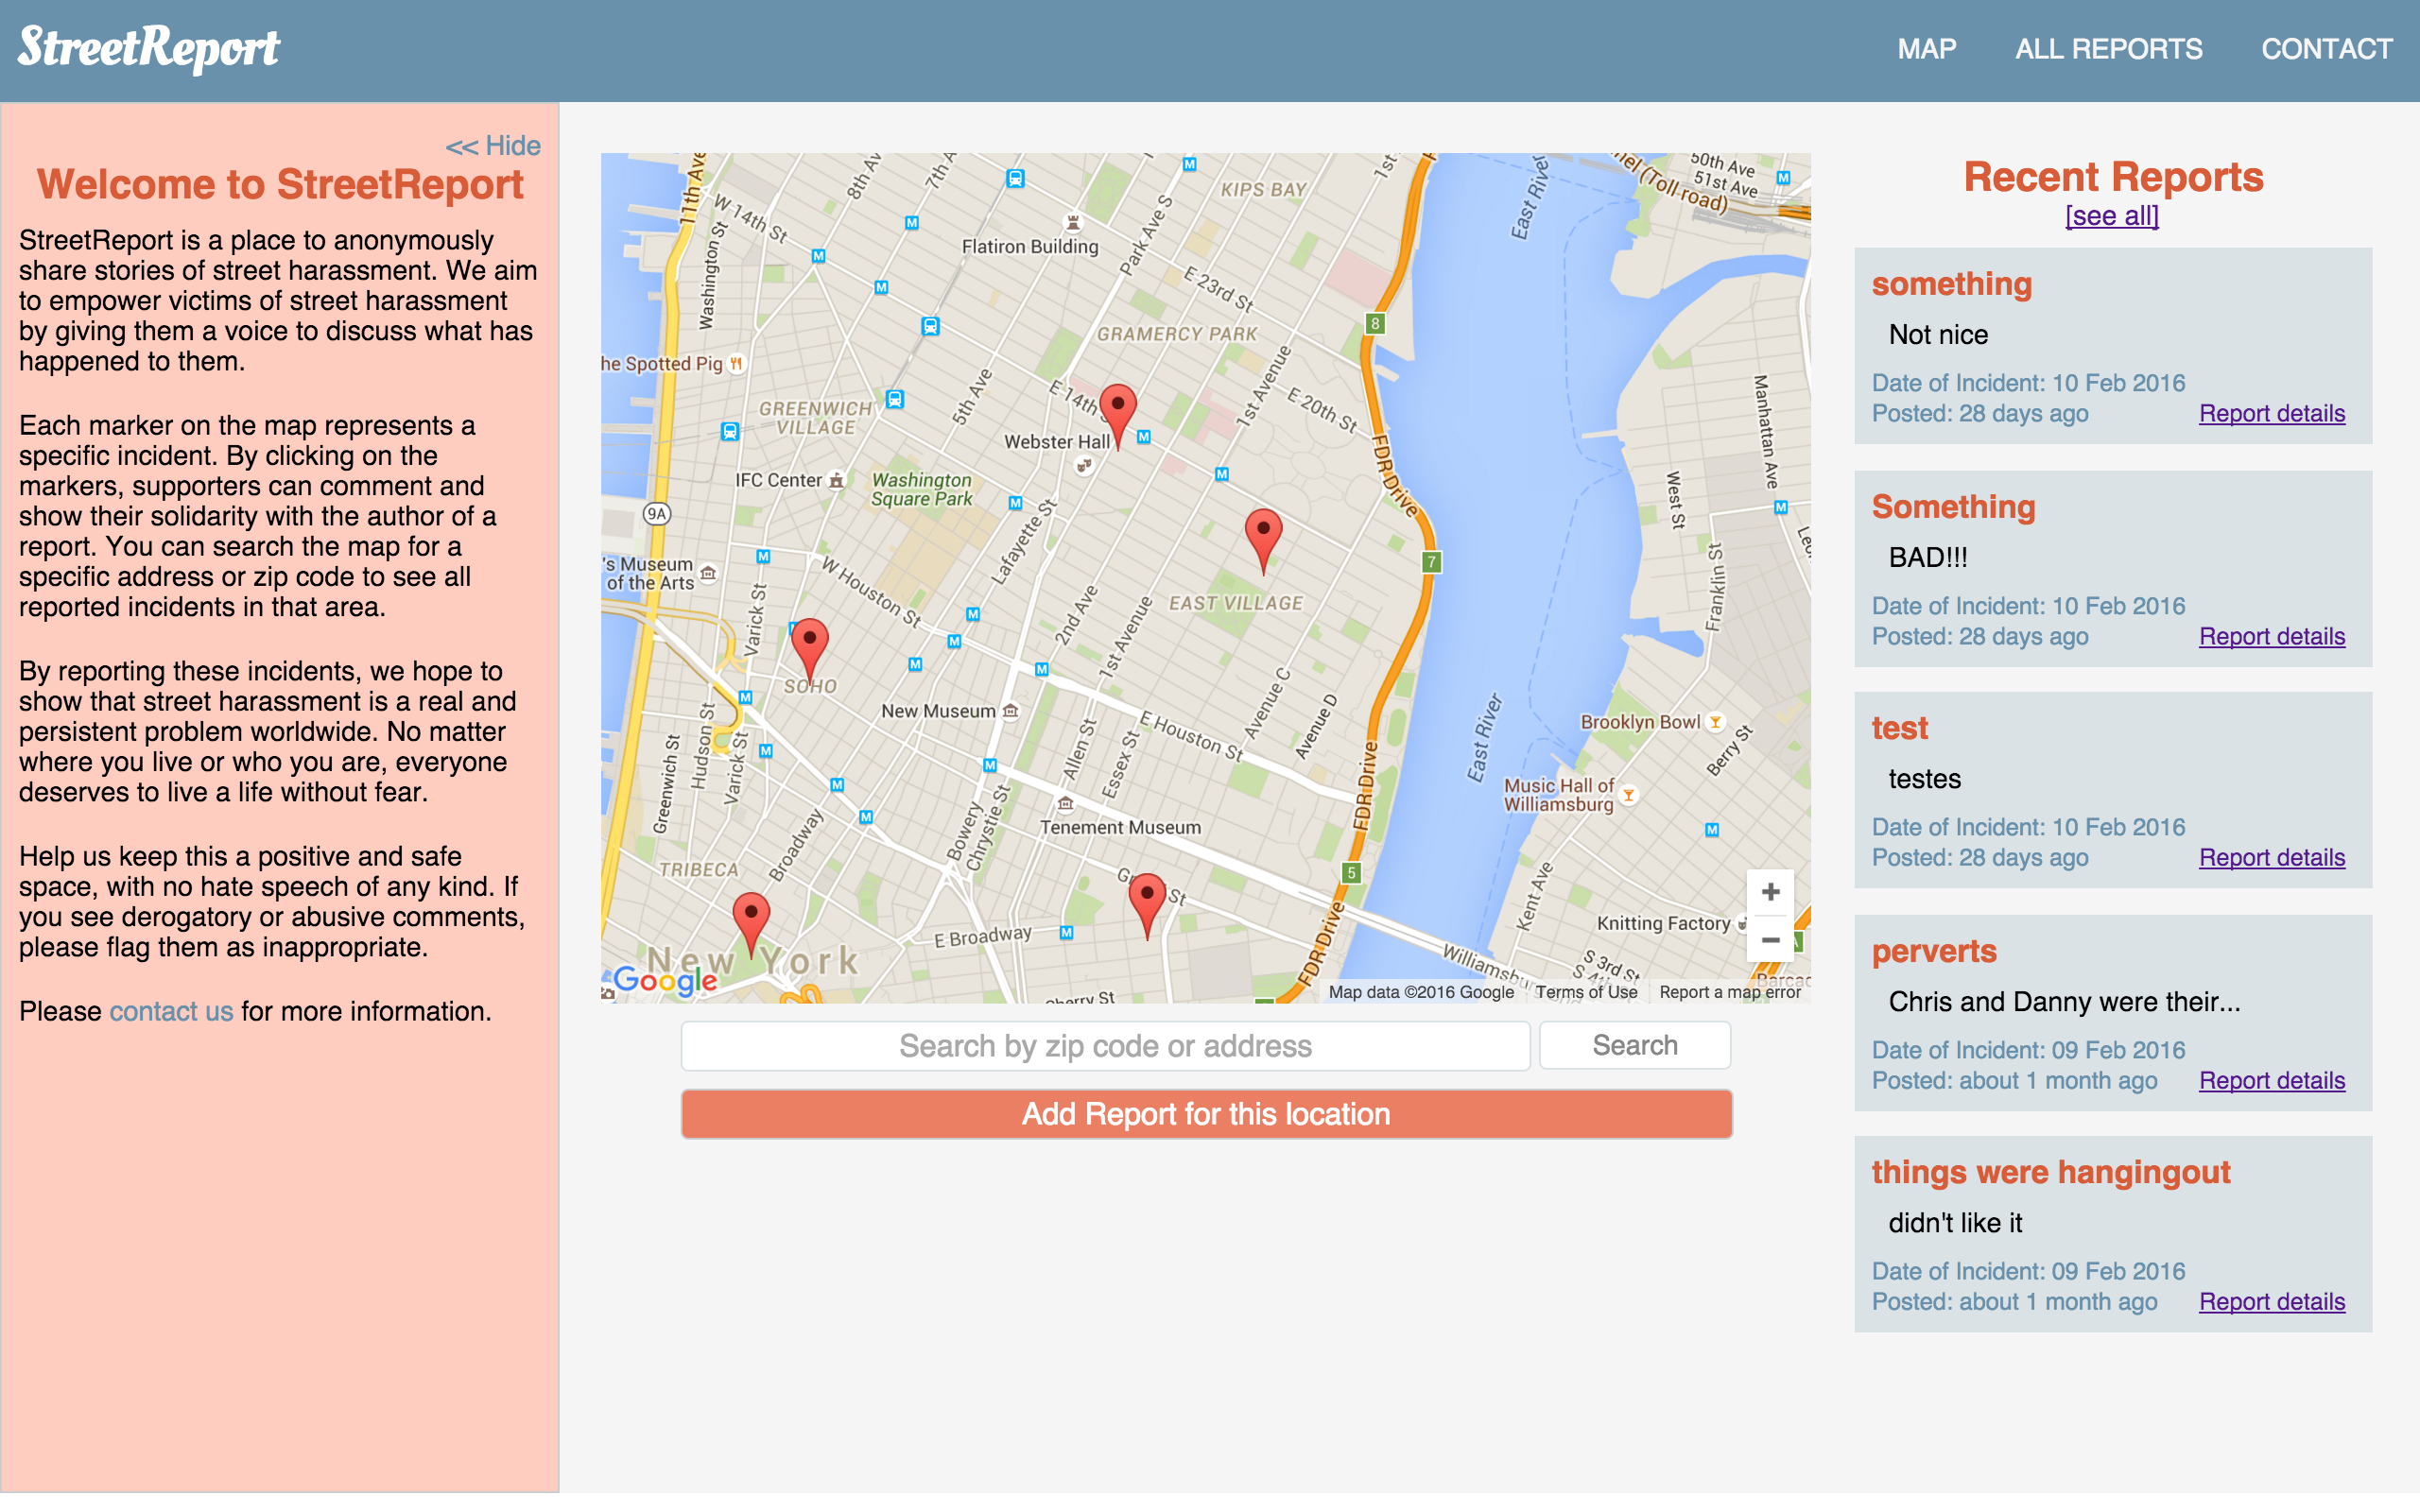 StreetReport
MAP
ALL REPORTS
CONTACT
<< Hide
Welcome to StreetReport
StreetReport is a place to anonymously
share stories of street harassment. We aim
to empower victims of street harassment
by giving them a voice to discuss what has
happened to them.
Each marker on the map represents a
specific incident. By clicking on the
markers, supporters can comment and
show their solidarity with the author of a
report. You can search the map for a
specific address or zip code to see all
reported incidents in that area.
By reporting these incidents, we hope to
show that street harassment is a real and
persistent problem worldwide. No matter
where you live or who you are, everyone
deserves to live a life without fear.
Help us keep this a positive and safe
space, with no hate speech of any kind. If
you see derogatory or abusive comments,
please flag them as inappropriate.
Please contact us for more information.
11th Ave
8th Av
7th A
Park Ave S
KIPS BAY
1st
East River
nel (Toll road)
50th Ave
51st Ave
W 14th St
Washington St
Flatiron Building
E 23rd St
GRAMERCY PARK
8
he Spotted Pig
GREENWICH
VILLAGE
5th Ave
E 14th
1st Avenue
E 20th St
Manhattan Ave
Webster Hall
FDR Drive
IFC Center
Washington
Square Park
West St
9A
Lafayette St
7
Franklin St
's Museum
of the Arts
W Houston St
Varick St
2nd Ave
1st Avenue
EAST VILLAGE
SOHO
Avenue C
Avenue D
New Museum
E Houston St
East River
Brooklyn Bowl
Berry St
Hudson St
Greenwich St
Varick St
Allen St
Essex St
FDR Drive
Music Hall of
Williamsburg
Broadway
Bowery
Chrystie St
Tenement Museum
TRIBECA
5
Kent Ave
Knitting Factory
E Broadway
FDR Drive
New York
S 3rd St
S 4th
Google
Cherry St
Map data ©2016 Google
Terms of Use
Report a map error
Search by zip code or address
Search
Add Report for this location
Recent Reports
[see all]
something
Not nice
Date of Incident: 10 Feb 2016
Posted: 28 days ago
Report details
Something
BAD!!!
Date of Incident: 10 Feb 2016
Posted: 28 days ago
Report details
test
testes
Date of Incident: 10 Feb 2016
Posted: 28 days ago
Report details
perverts
Chris and Danny were their...
Date of Incident: 09 Feb 2016
Posted: about 1 month ago
Report details
things were hangingout
didn't like it
Date of Incident: 09 Feb 2016
Posted: about 1 month ago
Report details